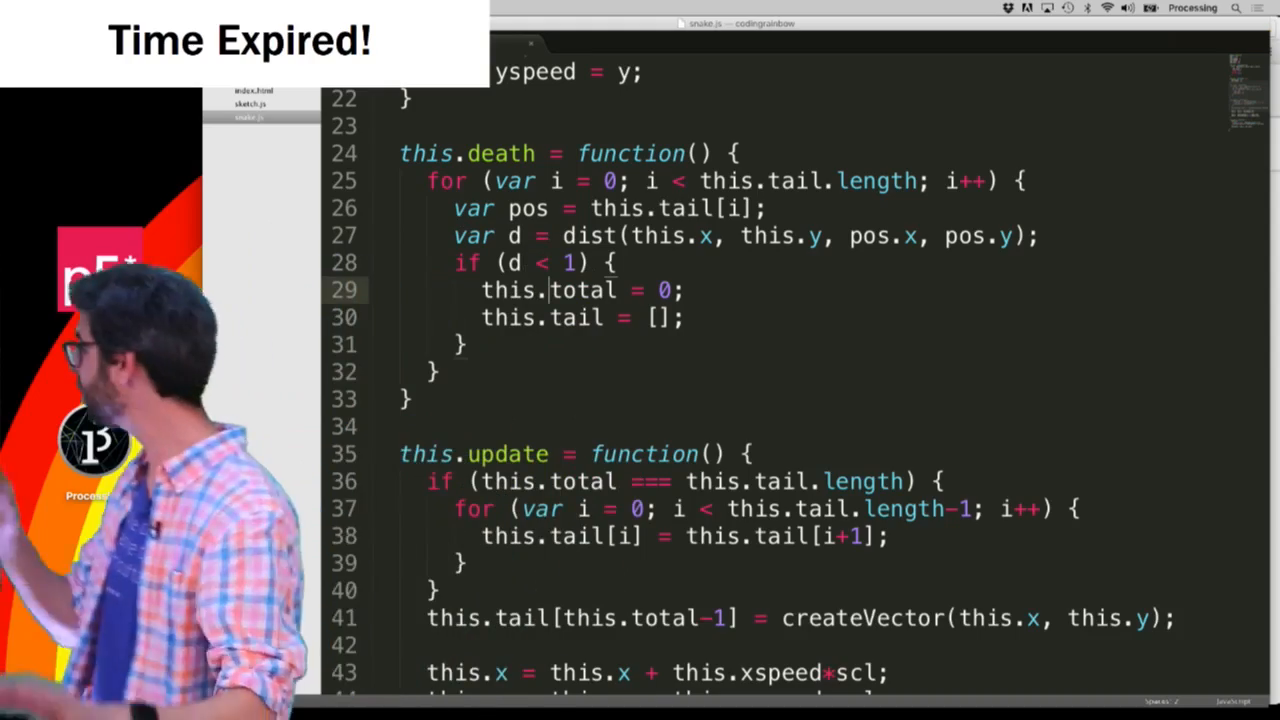 Time Expired!
Processing
snake.js — codingrainbow
index.html
sketch.js
snake.js
yspeed = y;
22 }
23
24 this.death = function() {
25 for (var i = 0; i < this.tail.length; i++) {
26 var pos = this.tail[i];
27 var d = dist(this.x, this.y, pos.x, pos.y);
28 if (d < 1) {
29 this.total = 0;
30 this.tail = [];
31 }
32 }
33 }
34
35 this.update = function() {
36 if (this.total === this.tail.length) {
37 for (var i = 0; i < this.tail.length-1; i++) {
38 this.tail[i] = this.tail[i+1];
39 }
40 }
41 this.tail[this.total-1] = createVector(this.x, this.y);
42
43 this.x = this.x + this.xspeed*scl;
Spaces: 2
JavaScript